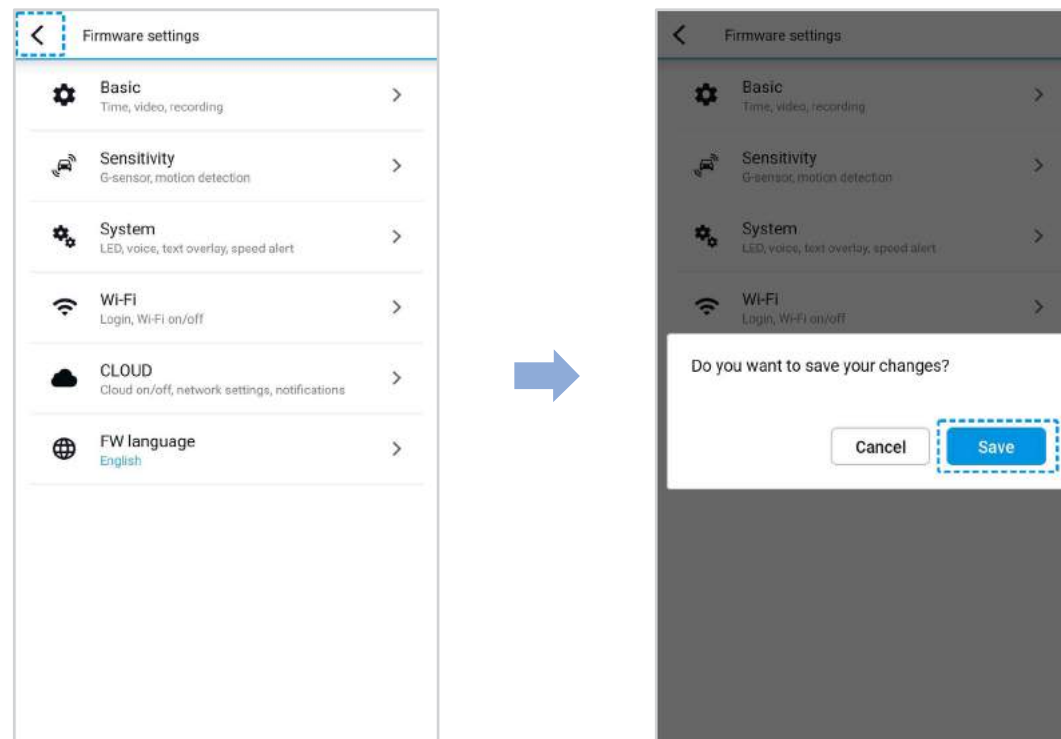 Firmware settings
Basic
Time, video, recording
Sensitivity
G-sensor, motion detection
System
LED, voice, text overlay, speed alert
Wi-Fi
Login, Wi-Fi on/off
CLOUD
Cloud on/off, network settings, notifications
FW language
English
Firmware settings
Basic
Time, video, recording
Sensitivity
G-sensor, motion detection
System
LED, voice, text overlay, speed alert
Wi-Fi
Login, Wi-Fi on/off
Do you want to save your changes?
Cancel Save